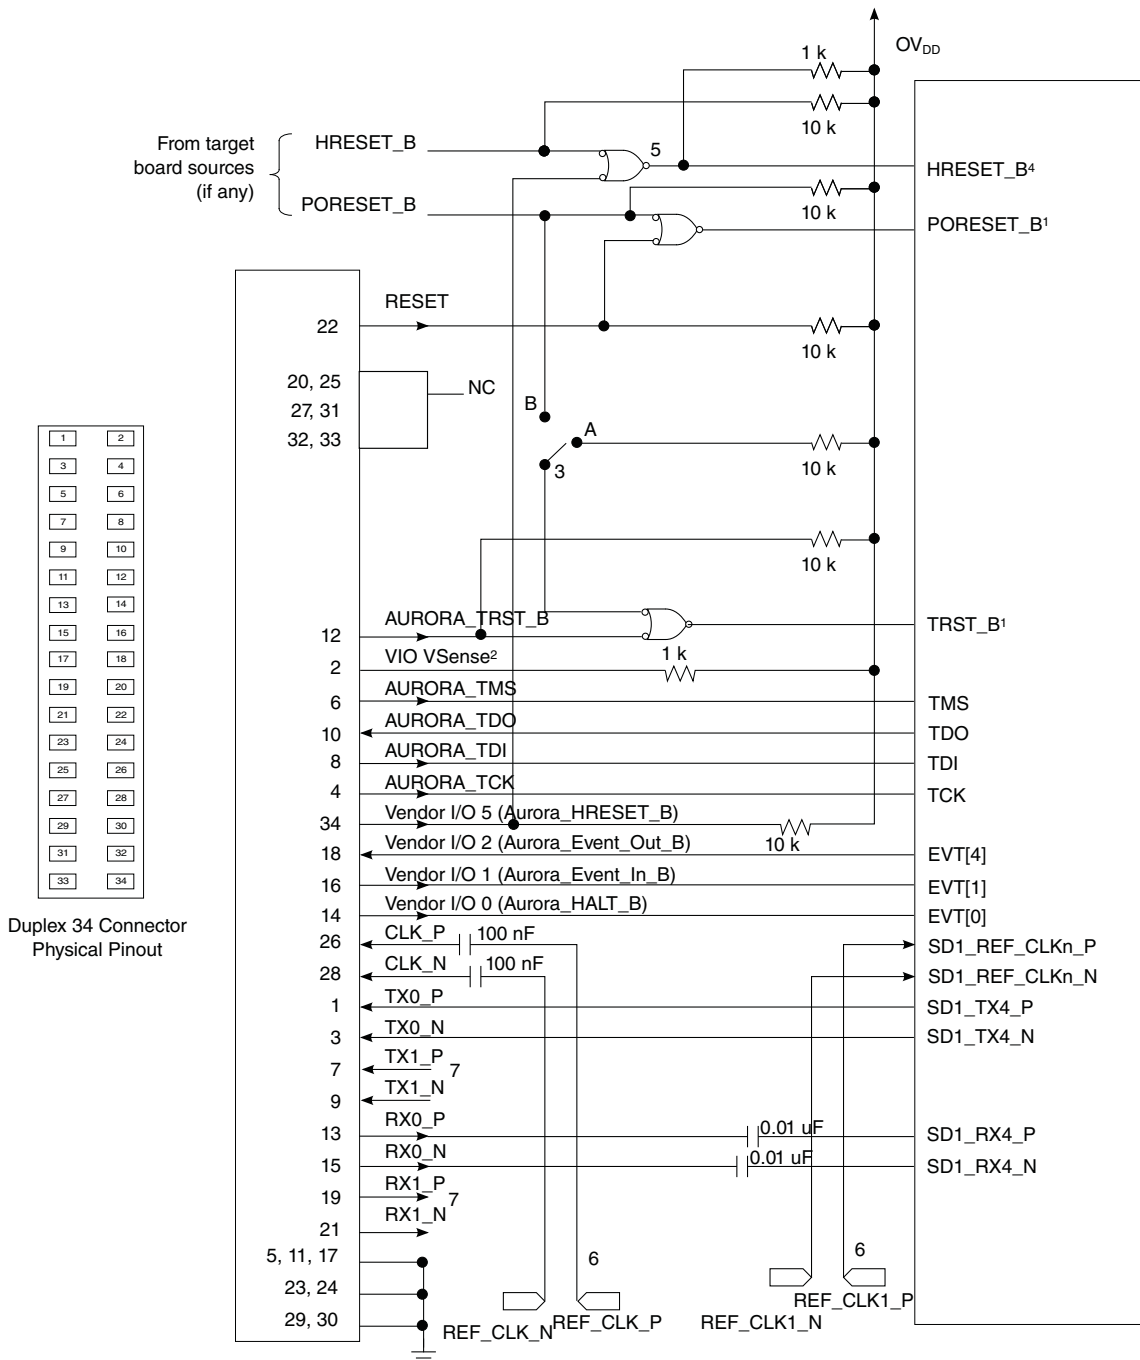 OVDD
1 k
10 k
From target
board sources
(if any)
HRESET_B
5
HRESET_B4
PORESET_B
10 k
PORESET_B1
RESET
22
10 k
20, 25
27, 31
32, 33
NC
B
A
3
10 k
10 k
AURORA_TRST_B
12
TRST_B1
VIO VSense2
2
1 k
AURORA_TMS
6
TMS
AURORA_TDO
10
TDO
AURORA_TDI
8
TDI
AURORA_TCK
4
TCK
Vendor I/O 5 (Aurora_HRESET_B)
34
10 k
Vendor I/O 2 (Aurora_Event_Out_B)
18
EVT[4]
Vendor I/O 1 (Aurora_Event_In_B)
16
EVT[1]
Vendor I/O 0 (Aurora_HALT_B)
14
EVT[0]
CLK_P
100 nF
26
SD1_REF_CLKn_P
CLK_N
100 nF
28
SD1_REF_CLKn_N
TX0_P
1
SD1_TX4_P
TX0_N
3
SD1_TX4_N
TX1_P
7
7
TX1_N
9
RX0_P
13
0.01 uF
SD1_RX4_P
RX0_N
15
0.01 uF
SD1_RX4_N
RX1_P
19
7
RX1_N
21
5, 11, 17
23, 24
29, 30
6
6
REF_CLK_N
REF_CLK_P
REF_CLK1_N
REF_CLK1_P
1 2
3 4
5 6
7 8
9 10
11 12
13 14
15 16
17 18
19 20
21 22
23 24
25 26
27 28
29 30
31 32
33 34
Duplex 34 Connector
Physical Pinout